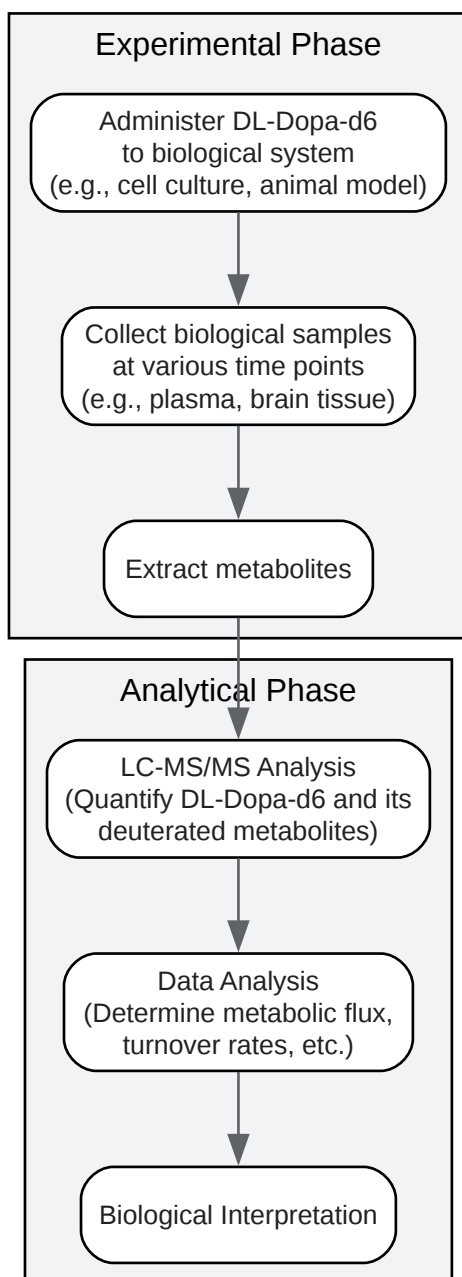 Experimental Phase
Administer DL-Dopa-d6
to biological system
(e.g., cell culture, animal model)
Collect biological samples
at various time points
(e.g., plasma, brain tissue)
Extract metabolites
Analytical Phase
LC-MS/MS Analysis
(Quantify DL-Dopa-d6 and its
deuterated metabolites)
Data Analysis
(Determine metabolic flux,
turnover rates, etc.)
Biological Interpretation